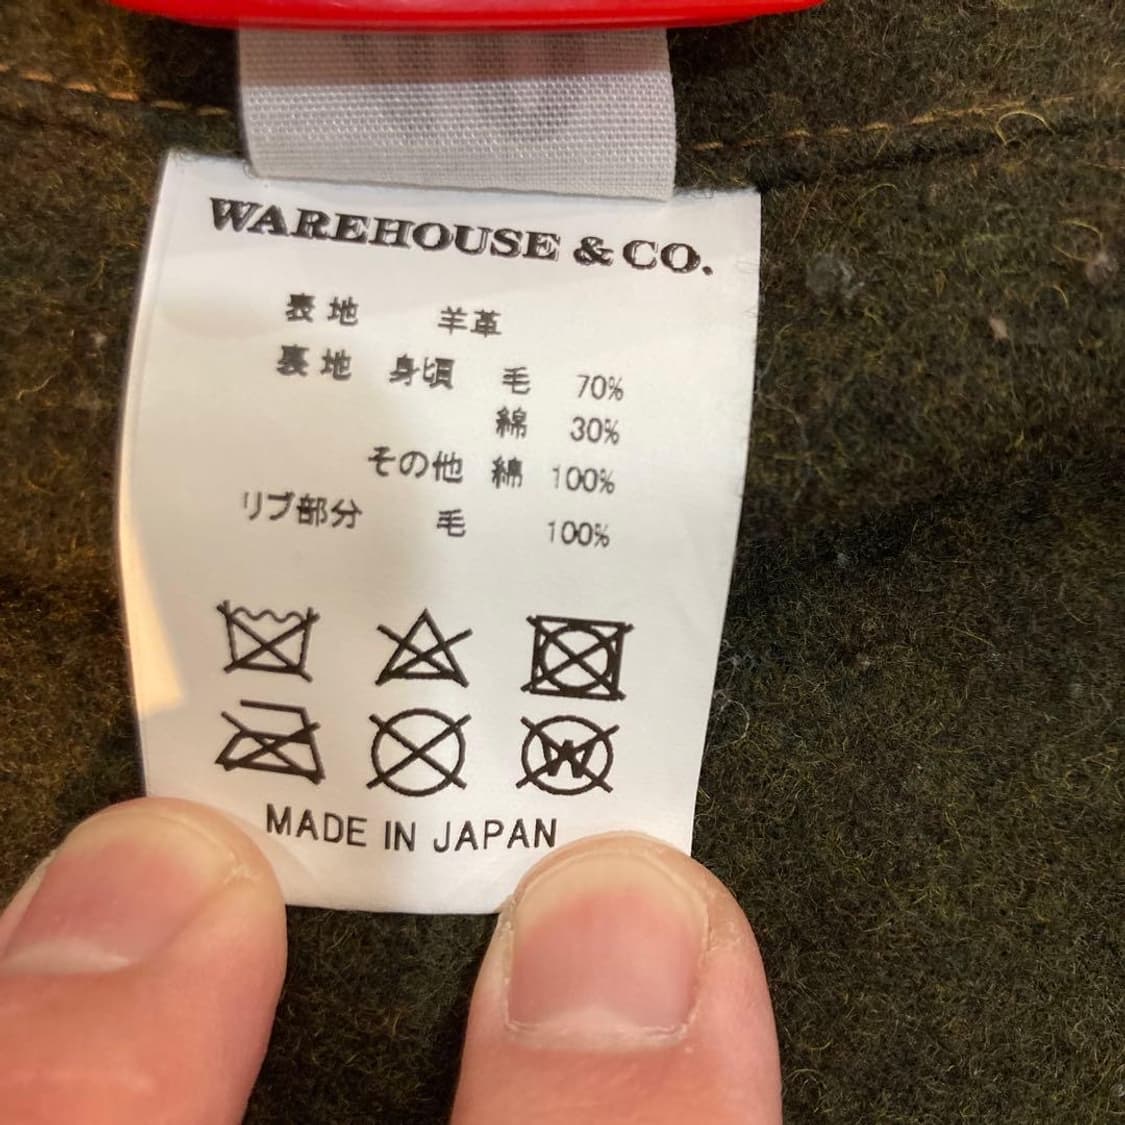 WAREHOUSE & CO.
表地 羊革
裏地 身頃 毛 70%
綿 30%
その他 綿 100%
リブ部分 毛 100%
W
MADE IN JAPAN